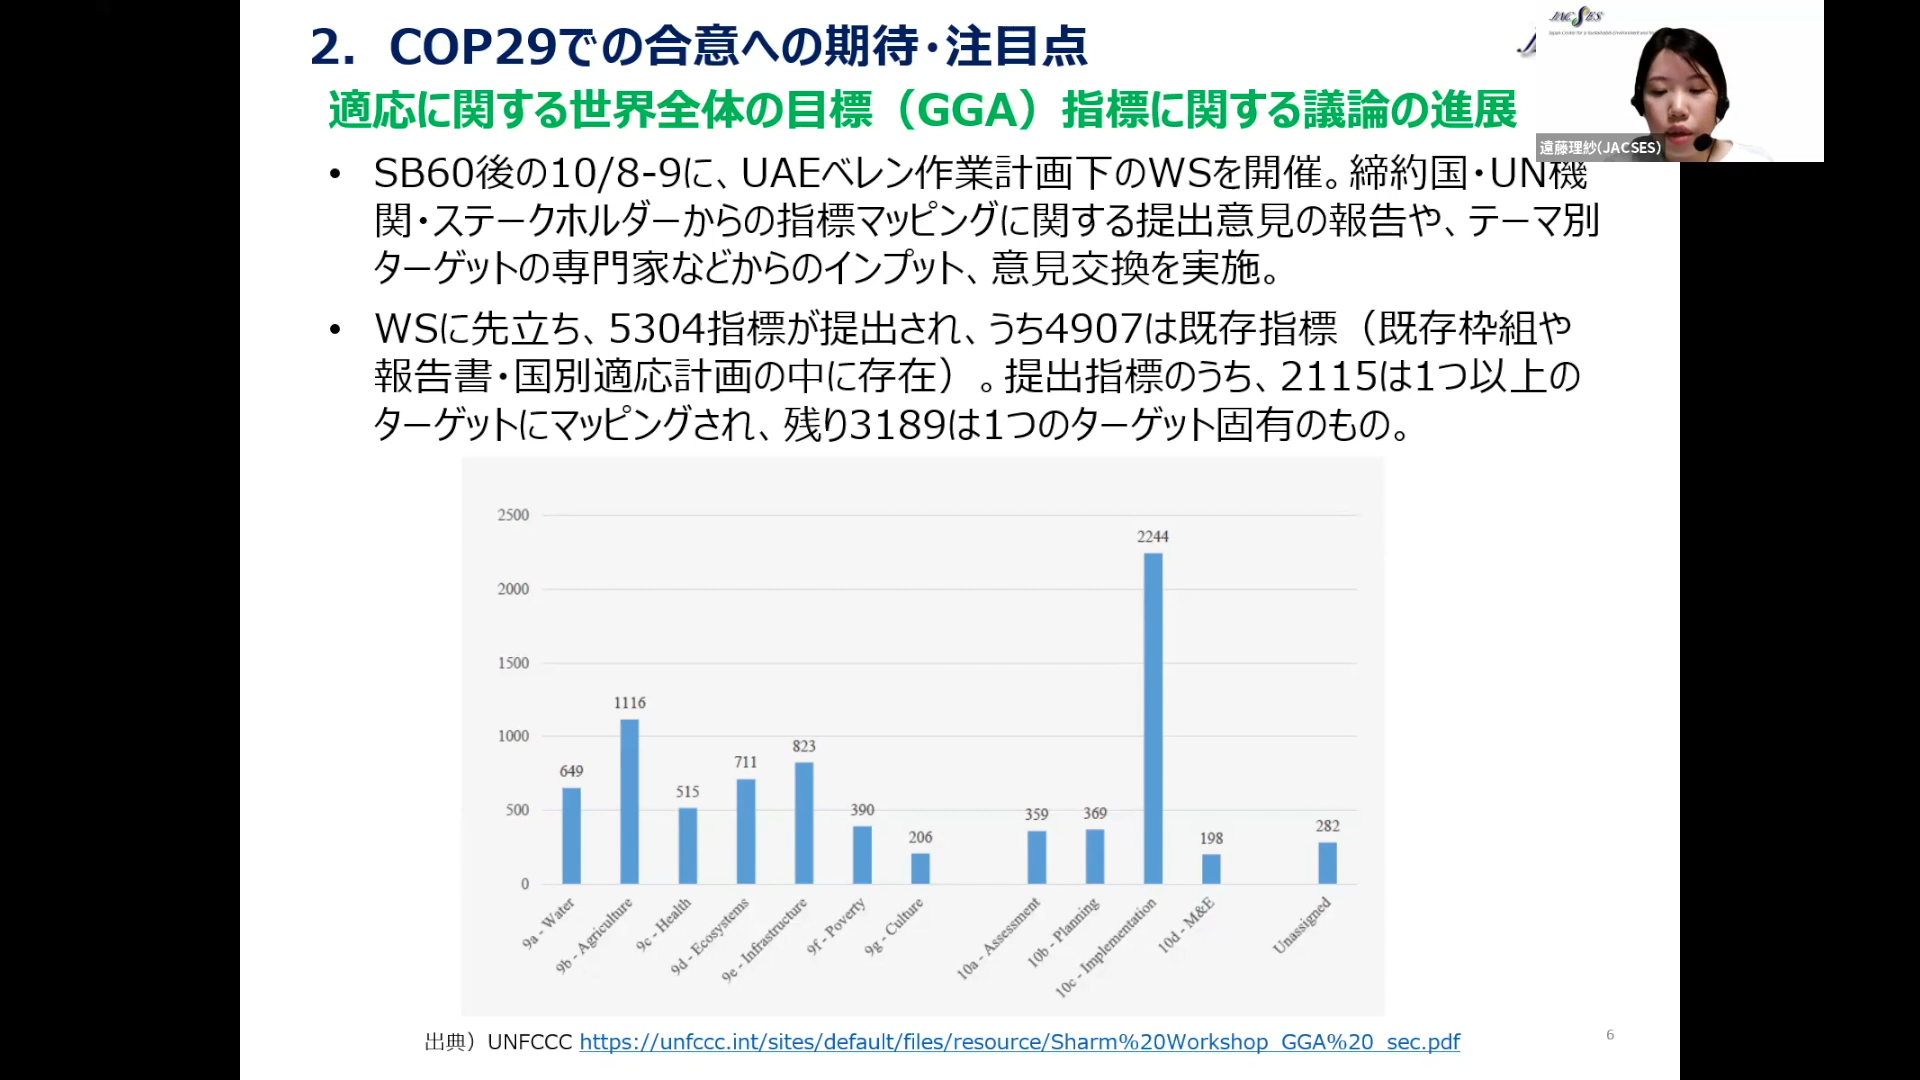 2. COP29での合意への期待・注目点
適応に関する世界全体の目標（GGA）指標に関する議論の進展
JACSES
遠藤理紗(JACSES)
• SB60後の10/8-9に、UAEベレン作業計画下のWSを開催。締約国・UN機
関・ステークホルダーからの指標マッピングに関する提出意見の報告や、テーマ別
ターゲットの専門家などからのインプット、意見交換を実施。
• WSに先立ち、5304指標が提出され、うち4907は既存指標（既存枠組や
報告書・国別適応計画の中に存在）。提出指標のうち、2115は1つ以上の
ターゲットにマッピングされ、残り3189は1つのターゲット固有のもの。
2500
2000
1500
1000
500
0
649
1116
515
711
823
390
206
359
369
2244
198
282
9a - Water
9b - Agriculture
9c - Health
9d - Ecosystems
9e - Infrastructure
9f - Poverty
9g - Culture
10a - Assessment
10b - Planning
10c - Implementation
10d - M&E
Unassigned
出典）UNFCCC https://unfccc.int/sites/default/files/resource/Sharm%20Workshop_GGA%20_sec.pdf
6